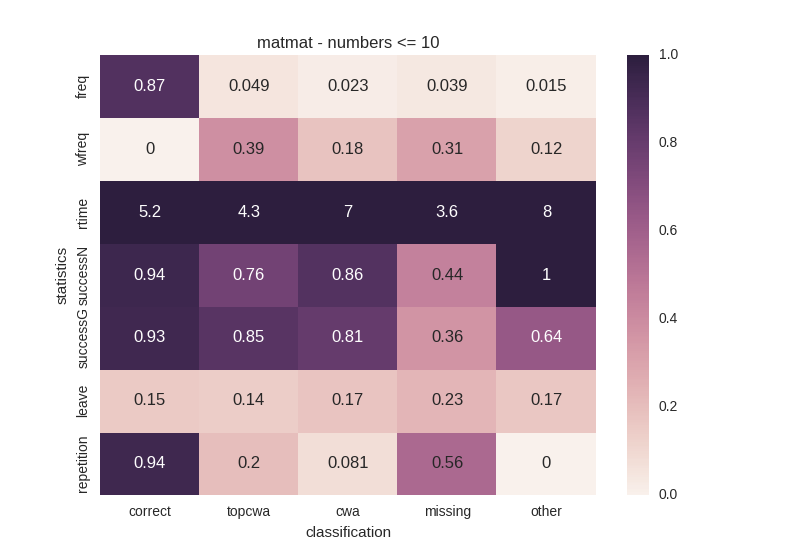 matmat - numbers <= 10
statistics
freq 0.87 0.049 0.023 0.039 0.015
wfreq 0 0.39 0.18 0.31 0.12
rtime 5.2 4.3 7 3.6 8
successN 0.94 0.76 0.86 0.44 1
successG 0.93 0.85 0.81 0.36 0.64
leave 0.15 0.14 0.17 0.23 0.17
repetition 0.94 0.2 0.081 0.56 0
correct topcwa cwa missing other
classification
1.0
0.8
0.6
0.4
0.2
0.0